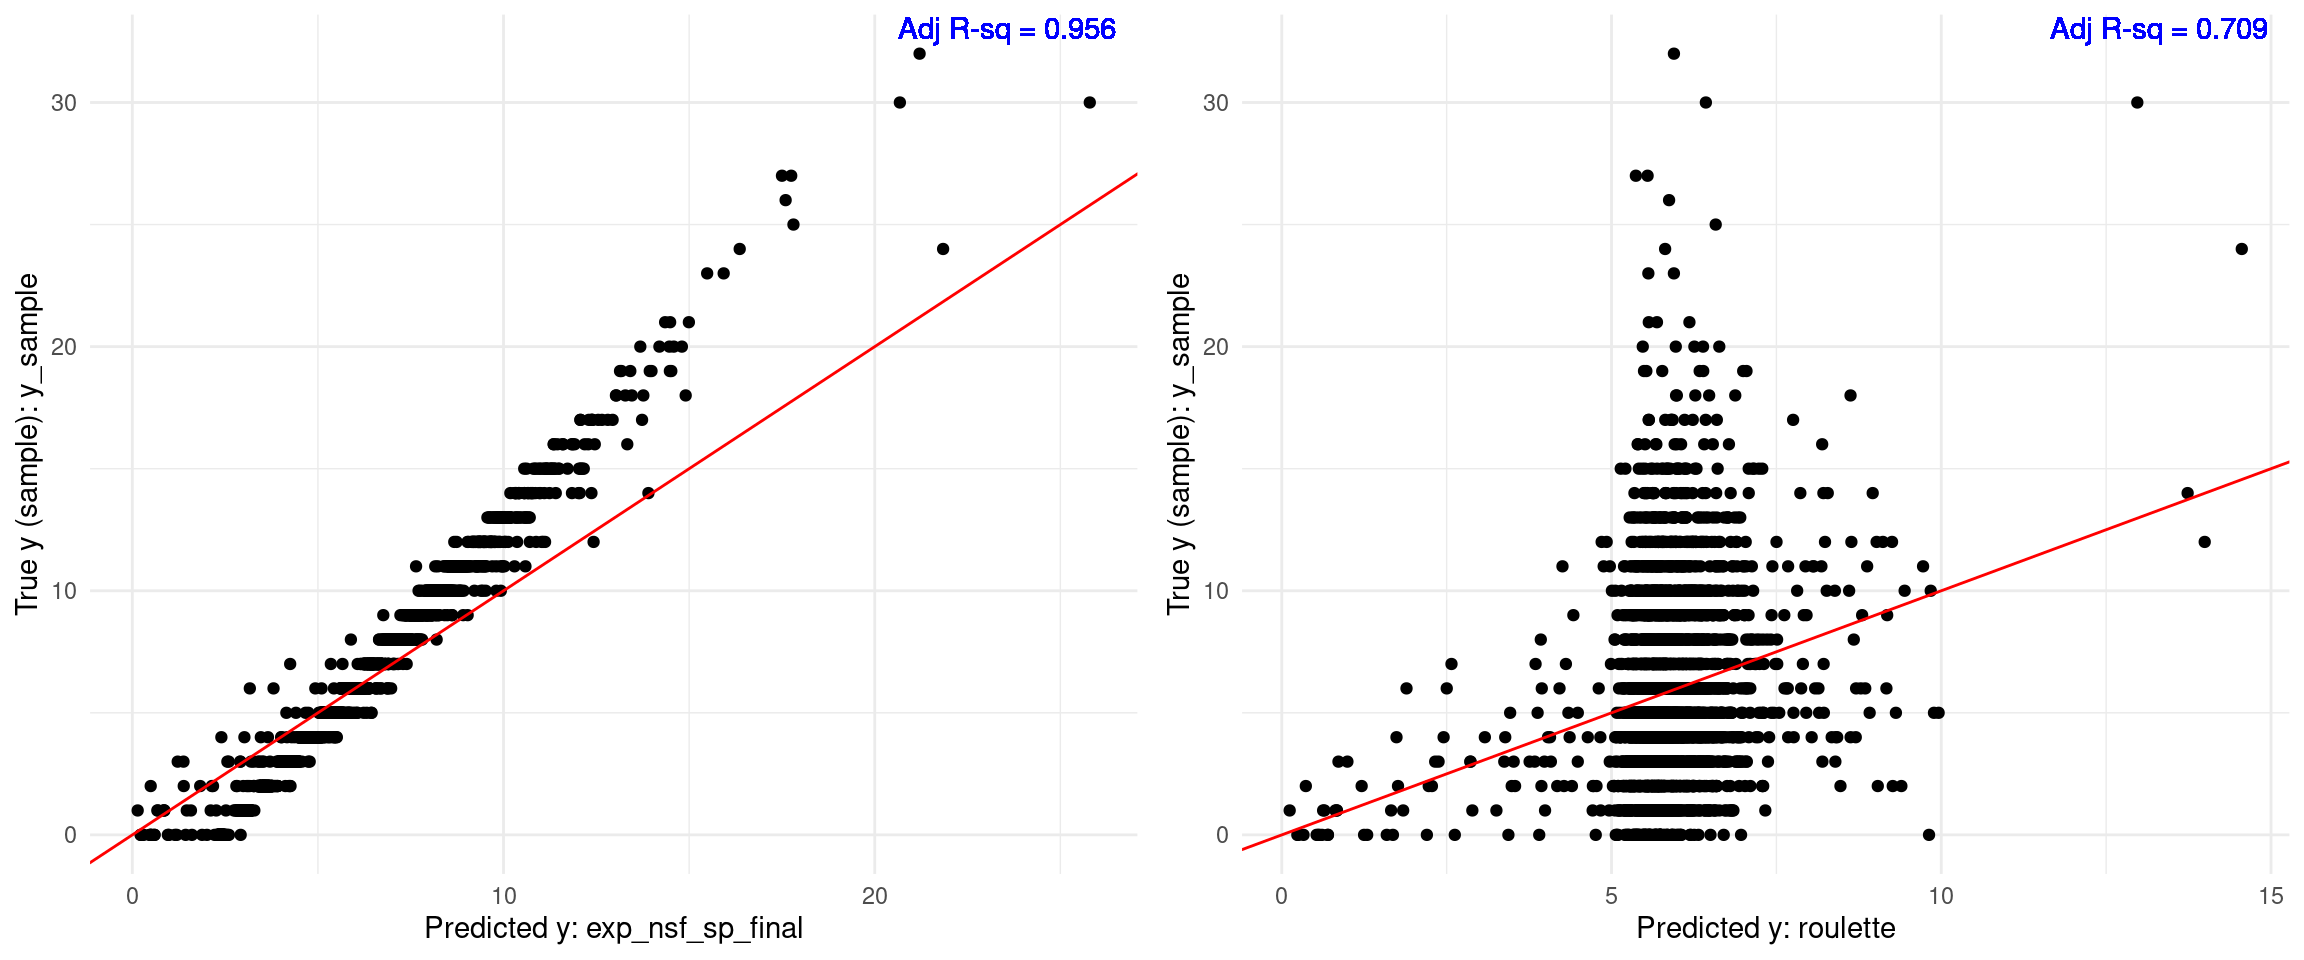 Adj R-sq = 0.956
30
20
10
0
True y (sample): y_sample
0 10 20
Predicted y: exp_nsf_sp_final
Adj R-sq = 0.709
30
20
10
0
True y (sample): y_sample
0 5 10 15
Predicted y: roulette